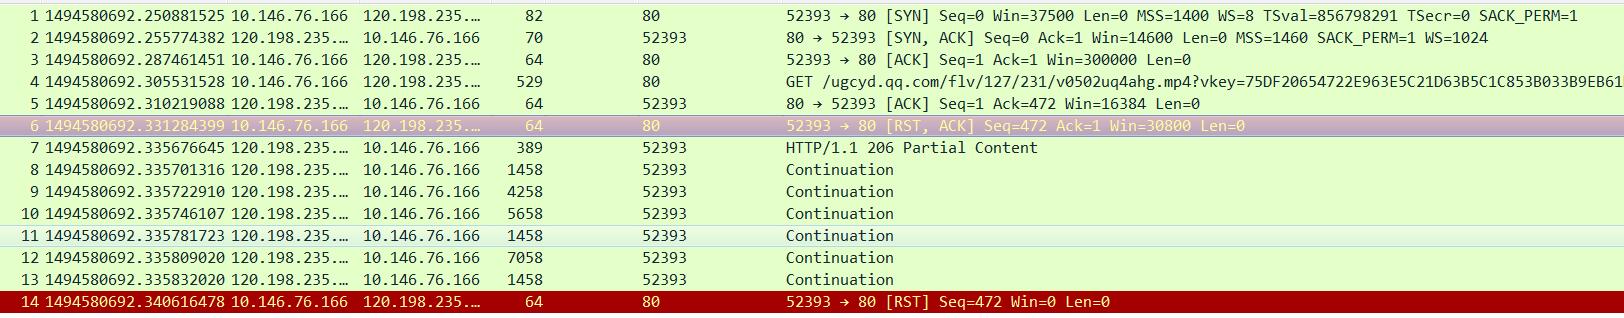 1 1494580692.250881525 10.146.76.166 120.198.235.… 82 80 52393 → 80 [SYN] Seq=0 Win=37500 Len=0 MSS=1400 WS=8 TSval=856798291 TSecr=0 SACK_PERM=1
2 1494580692.255774382 120.198.235.… 10.146.76.166 70 52393 80 → 52393 [SYN, ACK] Seq=0 Ack=1 Win=14600 Len=0 MSS=1460 SACK_PERM=1 WS=1024
3 1494580692.287461451 10.146.76.166 120.198.235.… 64 80 52393 → 80 [ACK] Seq=1 Ack=1 Win=300000 Len=0
4 1494580692.305531528 10.146.76.166 120.198.235.… 529 80 GET /ugcyd.qq.com/flv/127/231/v0502uq4ahg.mp4?vkey=75DF20654722E963E5C21D63B5C1C853B033B9EB61
5 1494580692.310219088 120.198.235.… 10.146.76.166 64 52393 80 → 52393 [ACK] Seq=1 Ack=472 Win=16384 Len=0
6 1494580692.331284399 10.146.76.166 120.198.235.… 64 80 52393 → 80 [RST, ACK] Seq=472 Ack=1 Win=30800 Len=0
7 1494580692.335676645 120.198.235.… 10.146.76.166 389 52393 HTTP/1.1 206 Partial Content
8 1494580692.335701316 120.198.235.… 10.146.76.166 1458 52393 Continuation
9 1494580692.335722910 120.198.235.… 10.146.76.166 4258 52393 Continuation
10 1494580692.335746107 120.198.235.… 10.146.76.166 5658 52393 Continuation
11 1494580692.335781723 120.198.235.… 10.146.76.166 1458 52393 Continuation
12 1494580692.335809020 120.198.235.… 10.146.76.166 7058 52393 Continuation
13 1494580692.335832020 120.198.235.… 10.146.76.166 1458 52393 Continuation
14 1494580692.340616478 10.146.76.166 120.198.235.… 64 80 52393 → 80 [RST] Seq=472 Win=0 Len=0